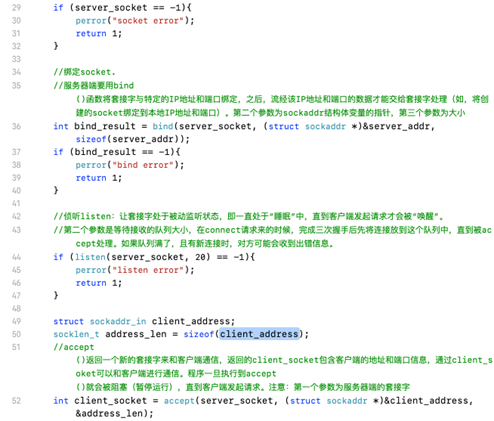 29 if (server_socket == -1){
30 perror("socket error");
31 return 1;
32 }
33
34 //绑定socket.
35 //服务器端要用bind
()函数将套接字与特定的IP地址和端口绑定，之后，流经该IP地址和端口的数据才能交给套接字处理（如，将创
建的socket绑定到本地IP地址和端口）。第二个参数为sockaddr结构体变量的指针，第三个参数为大小
36 int bind_result = bind(server_socket, (struct sockaddr *)&server_addr,
sizeof(server_addr));
37 if (bind_result == -1){
38 perror("bind error");
39 return 1;
40 }
41
42 //侦听listen：让套接字处于被动监听状态，即一直处于“睡眠”中，直到客户端发起请求才会被“唤醒”。
43 //第二个参数是等待接收的队列大小，在connect请求来的时候，完成三次握手后先将连接放到这个队列中，直到被ac
cept处理。如果队列满了，且有新连接时，对方可能会收到出错信息。
44 if (listen(server_socket, 20) == -1){
45 perror("listen error");
46 return 1;
47 }
48
49 struct sockaddr_in client_address;
50 socklen_t address_len = sizeof(client_address);
51 //accept
()返回一个新的套接字来和客户端通信，返回的client_socket包含客户端的地址和端口信息，通过client_s
oket可以和客户端进行通信。程序一旦执行到accept
()就会被阻塞（暂停运行），直到客户端发起请求。注意：第一个参数为服务器端的套接字
52 int client_socket = accept(server_socket, (struct sockaddr *)&client_address,
&address_len);